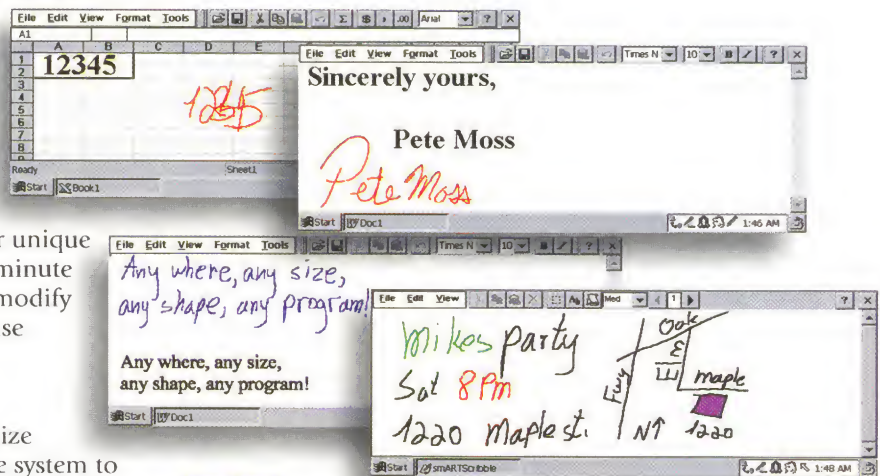 File Edit View Format Tools Arial ? X
A1
A B C D E
1 12345
2
3
4 12345
5
6
7
8
Ready Sheet1
Start Book1
File Edit View Format Tools Times N 10 B I ? X
Sincerely yours,
Pete Moss
Pete Moss
Start Doc1 1:46 AM
r unique
minute
modify
se
ize
e system to
File Edit View Format Tools Times N 10 B I ? X
Any where, any size,
any shape, any program!
Any where, any size,
any shape, any program!
Start Doc1
File Edit View Med 1 ? X
Mikes party
Sat 8 Pm
1220 Maple st.
Oak
Elm
Fury
maple
N↑ 1220
Start smARTScribble 1:48 AM